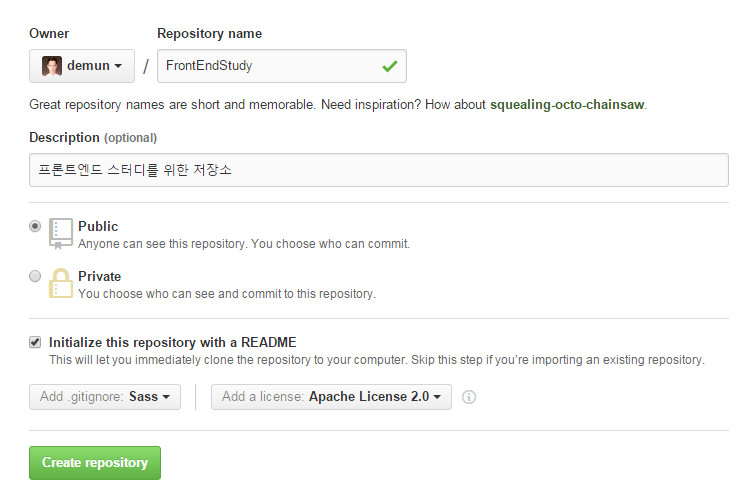 Owner Repository name
demun / FrontEndStudy
Great repository names are short and memorable. Need inspiration? How about squealing-octo-chainsaw.
Description (optional)
프론트엔드 스터디를 위한 저장소
Public
Anyone can see this repository. You choose who can commit.
Private
You choose who can see and commit to this repository.
Initialize this repository with a README
This will let you immediately clone the repository to your computer. Skip this step if you’re importing an existing repository.
Add .gitignore: Sass Add a license: Apache License 2.0
Create repository